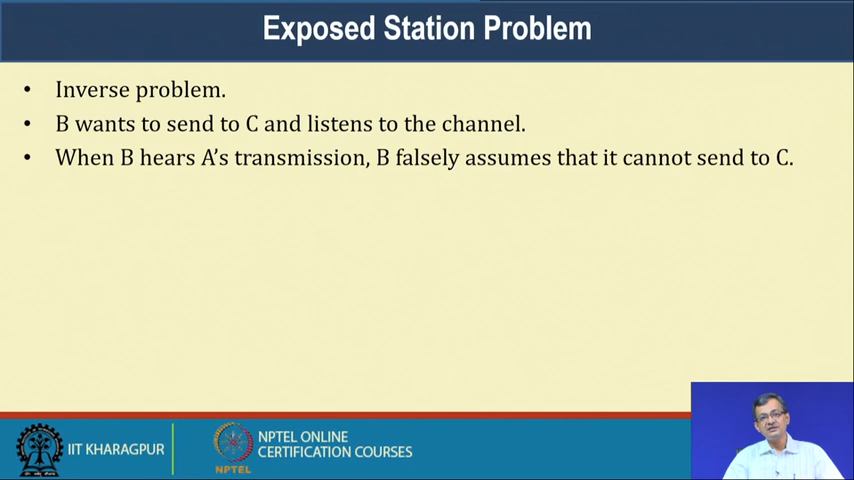 Exposed Station Problem
• Inverse problem.
• B wants to send to C and listens to the channel.
• When B hears A’s transmission, B falsely assumes that it cannot send to C.
IIT KHARAGPUR
NPTEL
NPTEL ONLINE
CERTIFICATION COURSES